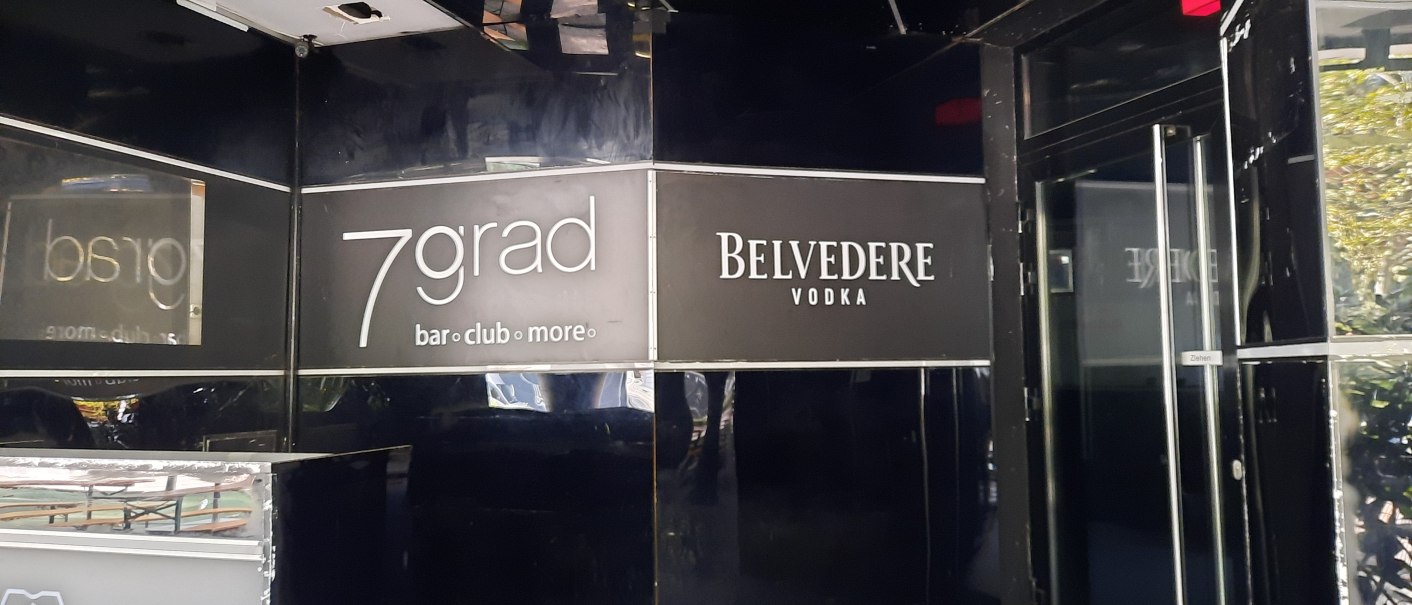 7grad
bar◦club◦more◦
BELVEDERE
VODKA
Ziehen